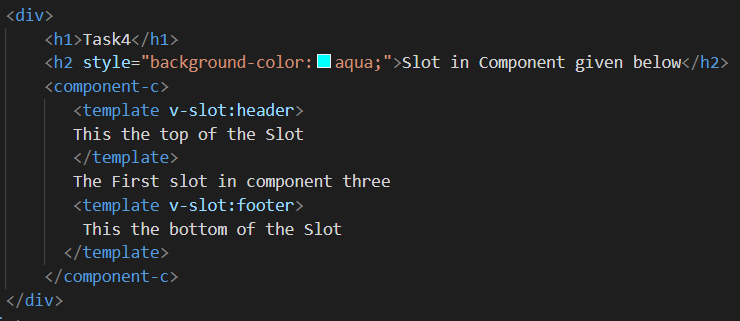 <div>
<h1>Task4</h1>
<h2 style="background-color:aqua;">Slot in Component given below</h2>
<component-c>
<template v-slot:header>
This the top of the Slot
</template>
The First slot in component three
<template v-slot:footer>
This the bottom of the Slot
</template>
</component-c>
</div>